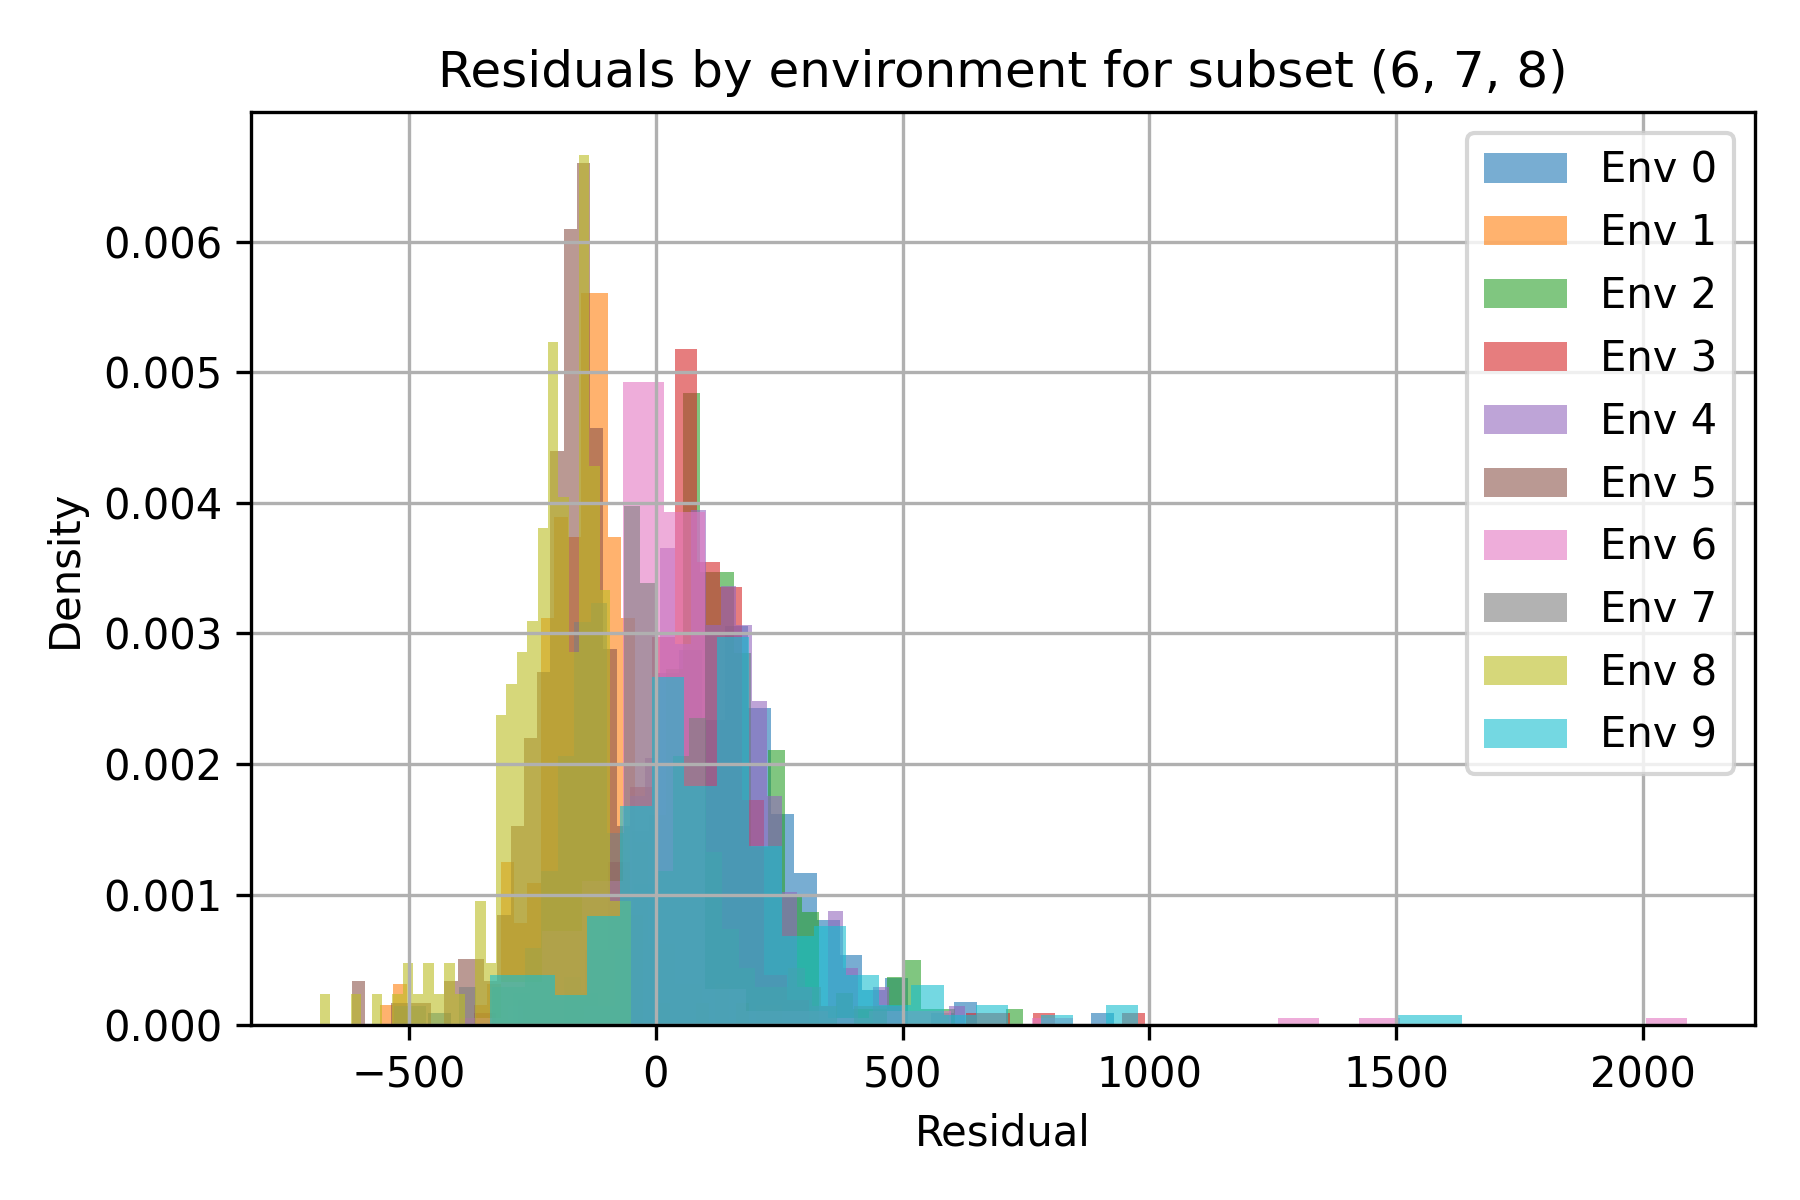 Residuals by environment for subset (6, 7, 8)
Env 0
Env 1
Env 2
Env 3
Env 4
Env 5
Env 6
Env 7
Env 8
Env 9
Density
0.006
0.005
0.004
0.003
0.002
0.001
0.000
−500 0 500 1000 1500 2000
Residual